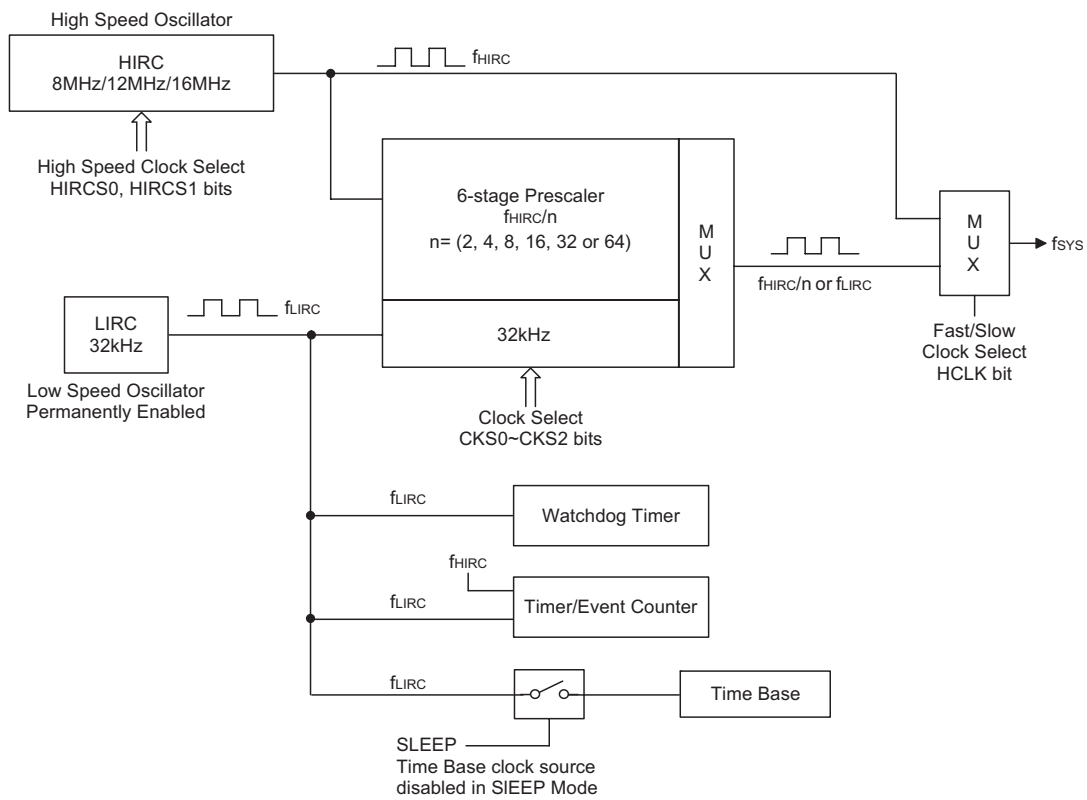 High Speed Oscillator
HIRC
8MHz/12MHz/16MHz
fHIRC
High Speed Clock Select
HIRCS0, HIRCS1 bits
6-stage Prescaler
fHIRC/n
n= (2, 4, 8, 16, 32 or 64)
M
U
X
fHIRC/n or fLIRC
M
U
X
fSYS
Fast/Slow
Clock Select
HCLK bit
LIRC
32kHz
fLIRC
32kHz
Low Speed Oscillator
Permanently Enabled
Clock Select
CKS0~CKS2 bits
fLIRC
Watchdog Timer
fHIRC
fLIRC
Timer/Event Counter
fLIRC
Time Base
SLEEP
Time Base clock source
disabled in SlEEP Mode